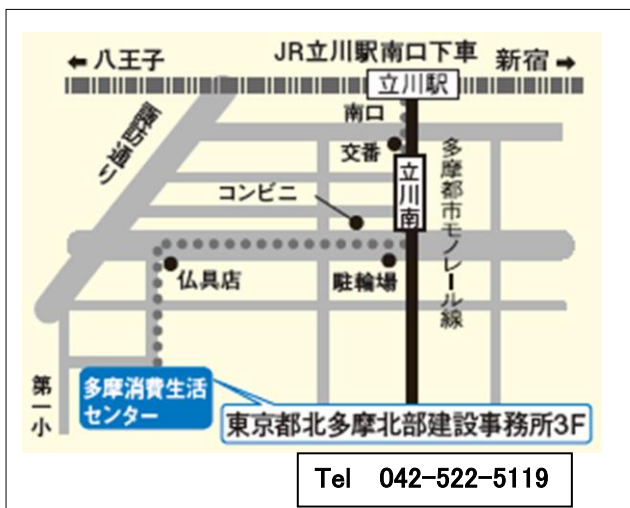 JR立川駅南口下車
←八王子
新宿→
立川駅
南口
諏訪通り
交番
立川南
多摩都市モノレール線
コンビニ
仏具店
駐輪場
第一小
多摩消費生活
センター
東京都北多摩北部建設事務所3F
Tel 042-522-5119